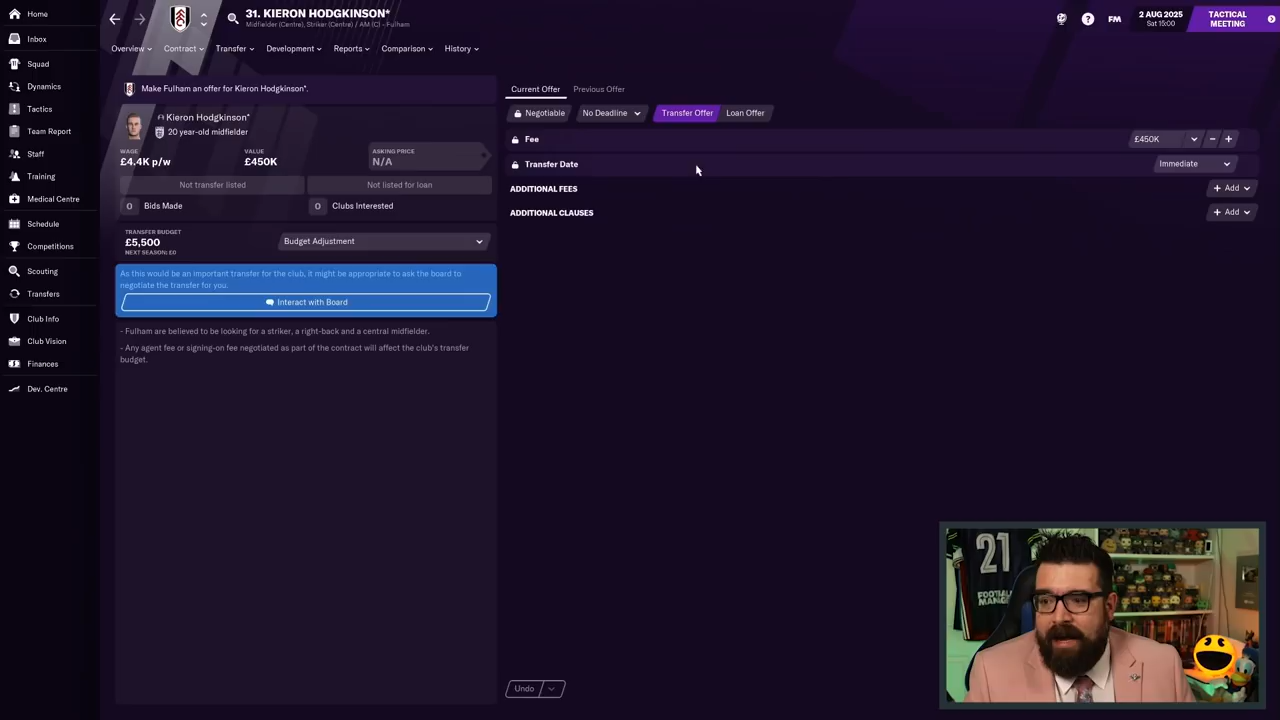 Home
Inbox
Squad
Dynamics
Tactics
Team Report
Staff
Training
Medical Centre
Schedule
Competitions
Scouting
Transfers
Club Info
Club Vision
Finances
Dev. Centre
31. KIERON HODGKINSON*
Midfielder (Centre), Striker (Centre) / AM (C) - Fulham
FM
2 AUG 2025
Sat 15:00
TACTICAL
MEETING
Overview
Contract
Transfer
Development
Reports
Comparison
History
Make Fulham an offer for Kieron Hodgkinson*.
Kieron Hodgkinson*
20 year-old midfielder
WAGE
£4.4K p/w
VALUE
£450K
ASKING PRICE
N/A
Not transfer listed
Not listed for loan
0 Bids Made
0 Clubs Interested
TRANSFER BUDGET
£5,500
NEXT SEASON: £0
Budget Adjustment
As this would be an important transfer for the club, it might be appropriate to ask the board to
negotiate the transfer for you.
Interact with Board
- Fulham are believed to be looking for a striker, a right-back and a central midfielder.
- Any agent fee or signing-on fee negotiated as part of the contract will affect the club's transfer
budget.
Current Offer
Previous Offer
Negotiable
No Deadline
Transfer Offer
Loan Offer
Fee
£450K
Transfer Date
Immediate
ADDITIONAL FEES
Add
ADDITIONAL CLAUSES
Add
Undo
21
FOOTBALL
MANAGER